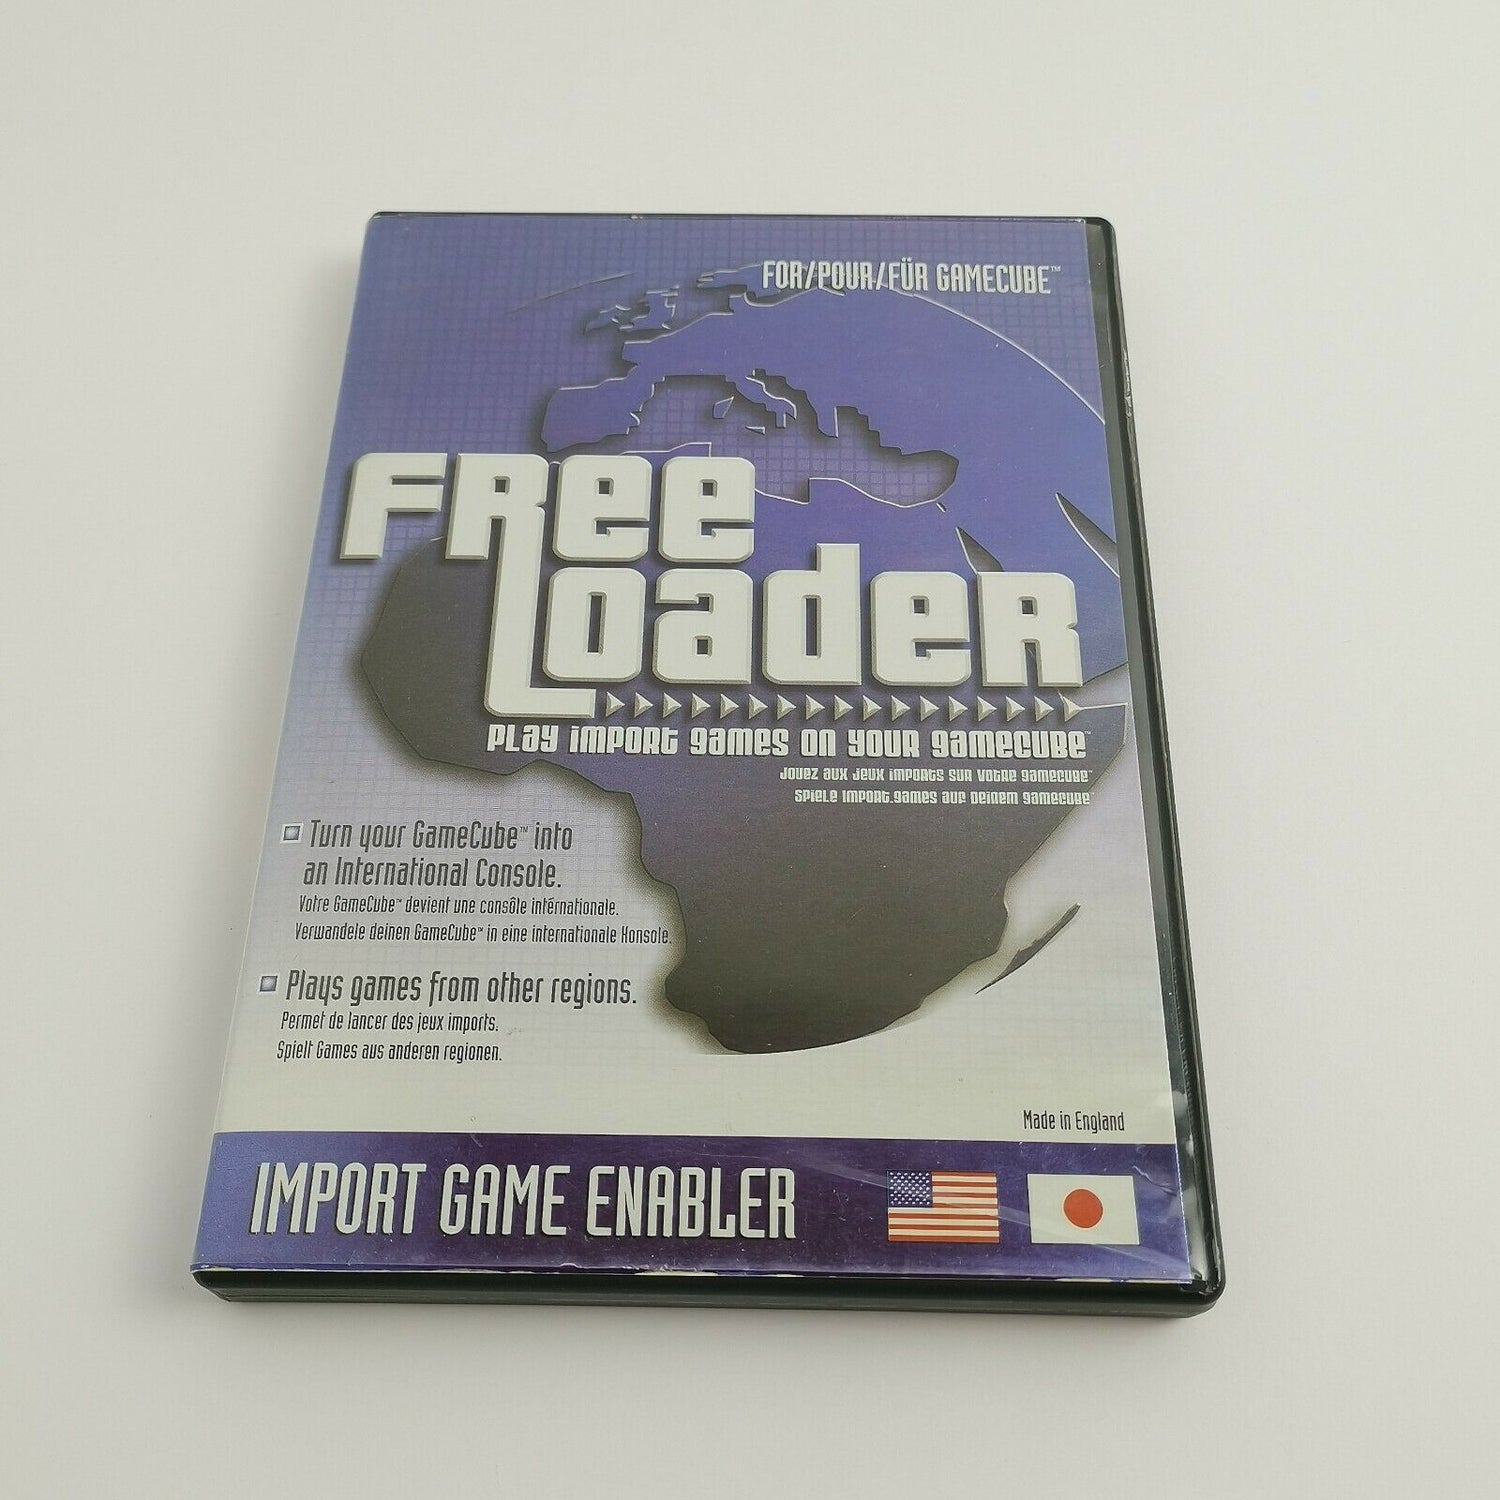 FOR/POUR/FÜR GAMECUBE™
FREE
LOADER
PLAY IMPORT GAMES ON YOUR GAMECUBE™
JOUEZ AUX JEUX IMPORTS SUR VOTRE GAMECUBE™
SPIELE IMPORT.GAMES AUF DEINEM GAMECUBE™
Turn your GameCube™ into
an International Console.
Votre GameCube™ devient une consôle intérnationale.
Verwandele deinen GameCube™ in eine internationale Konsole.
Plays games from other regions.
Permet de lancer des jeux imports.
Spielt Games aus anderen regionen.
Made in England
IMPORT GAME ENABLER